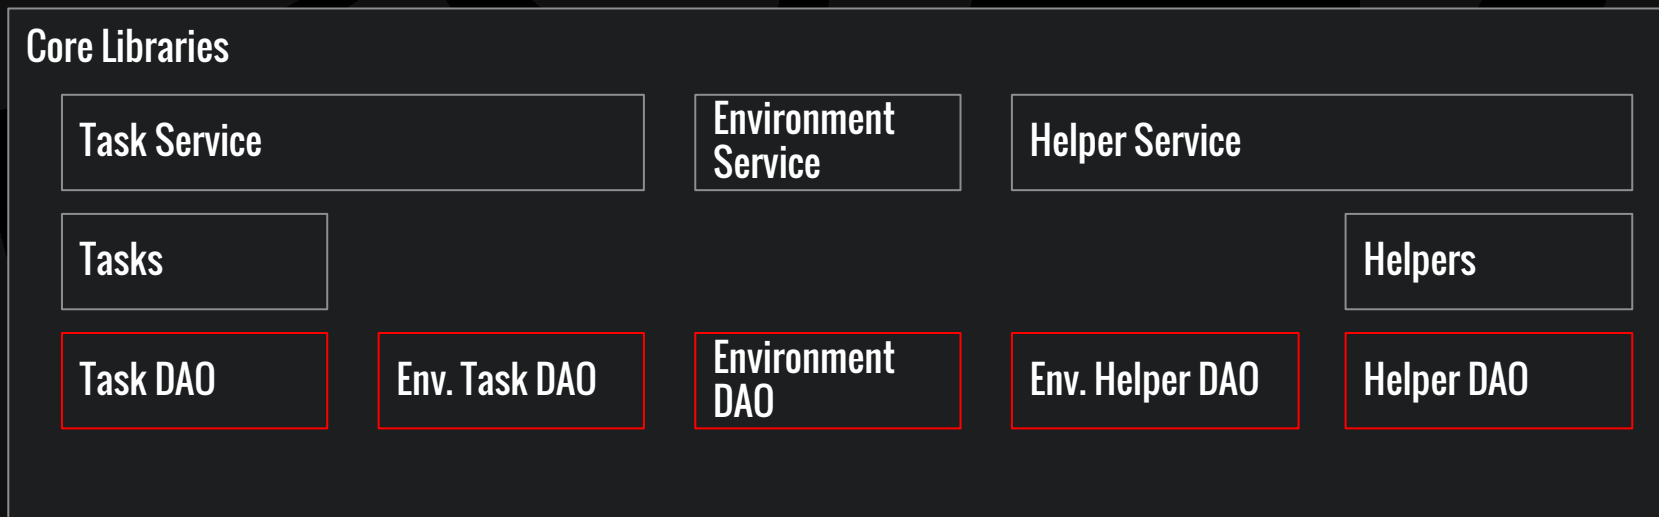 Core Libraries
Task Service
Environment
Service
Helper Service
Tasks
Helpers
Task DAO
Env. Task DAO
Environment
DAO
Env. Helper DAO
Helper DAO